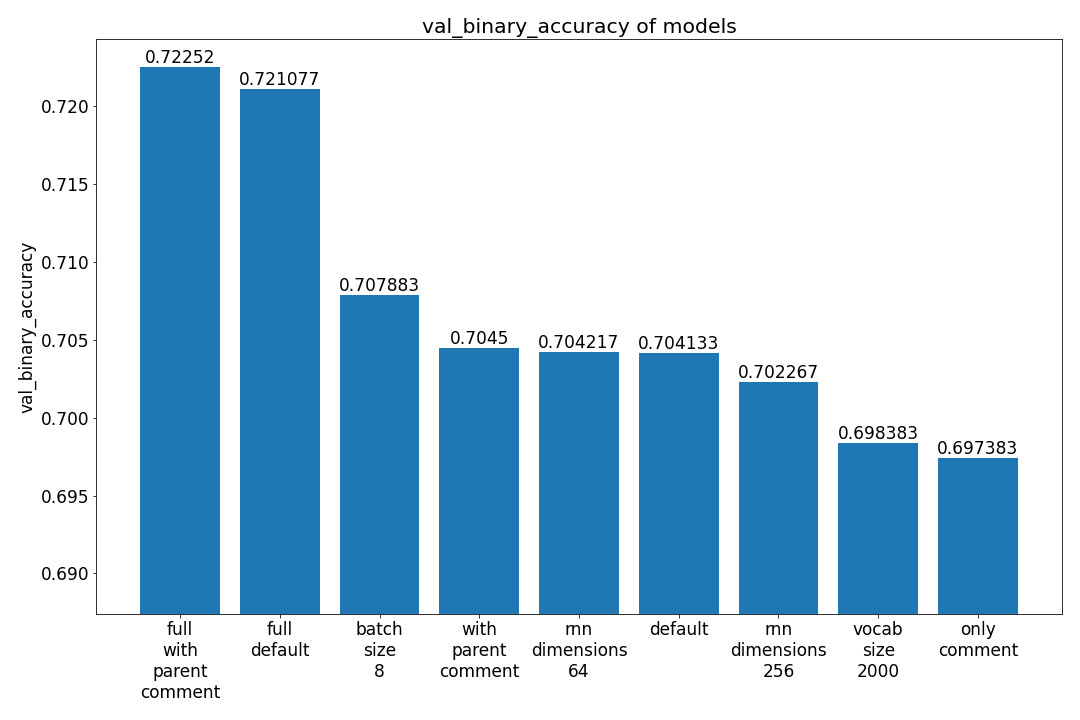 val_binary_accuracy of models
val_binary_accuracy
0.720
0.715
0.710
0.705
0.700
0.695
0.690
0.72252
0.721077
0.707883
0.7045
0.704217
0.704133
0.702267
0.698383
0.697383
full
with
parent
comment
full
default
batch
size
8
with
parent
comment
rnn
dimensions
64
default
rnn
dimensions
256
vocab
size
2000
only
comment